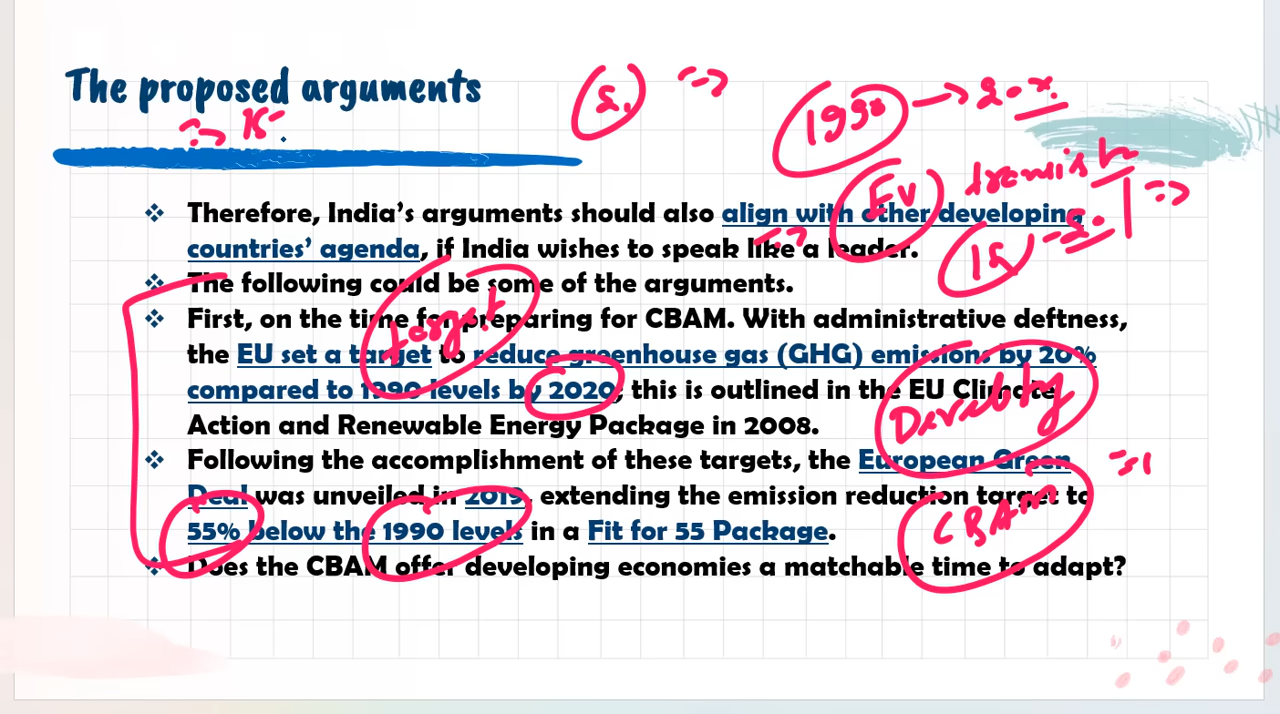 The proposed arguments
❖ Therefore, India's arguments should also align with other developing
countries' agenda, if India wishes to speak like a leader.
❖ The following could be some of the arguments.
❖ First, on the time for preparing for CBAM. With administrative deftness,
the EU set a target to reduce greenhouse gas (GHG) emissions by 20%
compared to 1990 levels by 2020; this is outlined in the EU Climate
Action and Renewable Energy Package in 2008.
❖ Following the accomplishment of these targets, the European Green
Deal was unveiled in 2019, extending the emission reduction target to
55% below the 1990 levels in a Fit for 55 Package.
❖ Does the CBAM offer developing economies a matchable time to adapt?
1990
EV
Target
CBAM